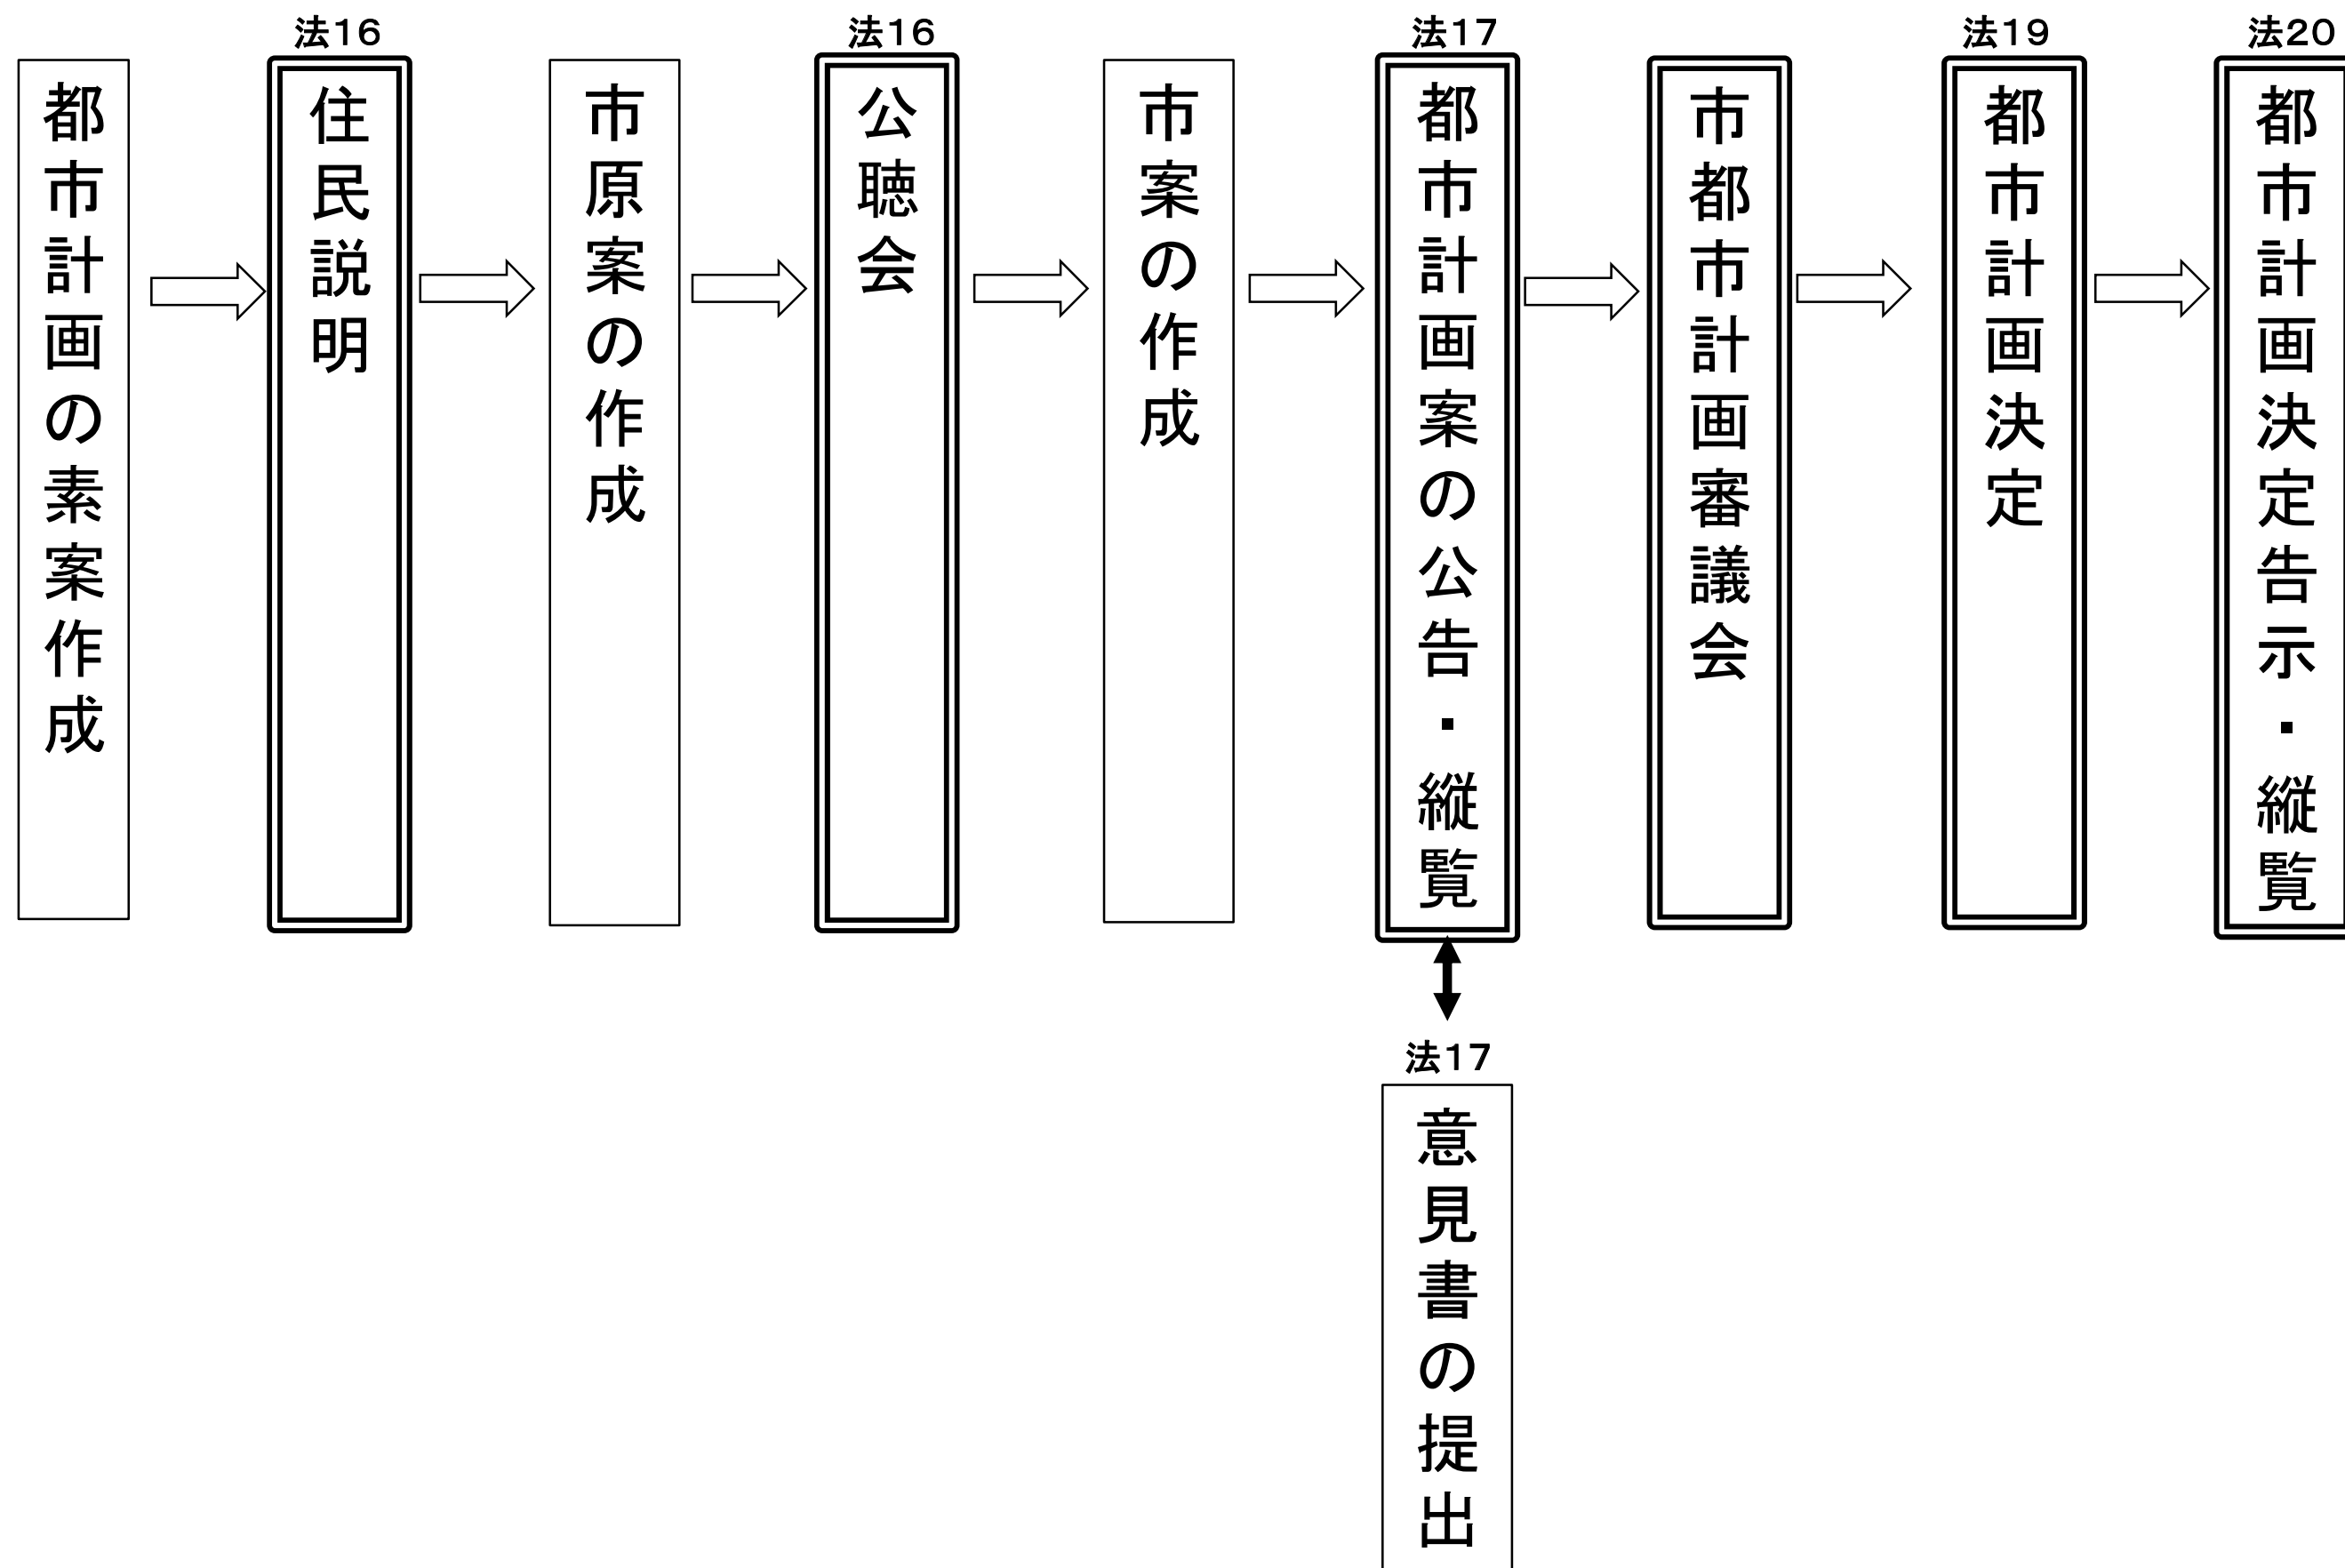 都市計画の素案作成
法16
住民説明
市原案の作成
法16
公聴会
市案の作成
法17
都市計画案の公告・縦覧
市都市計画審議会
法19
都市計画決定
法20
都市計画決定告示・縦覧
法17
意見書の提出